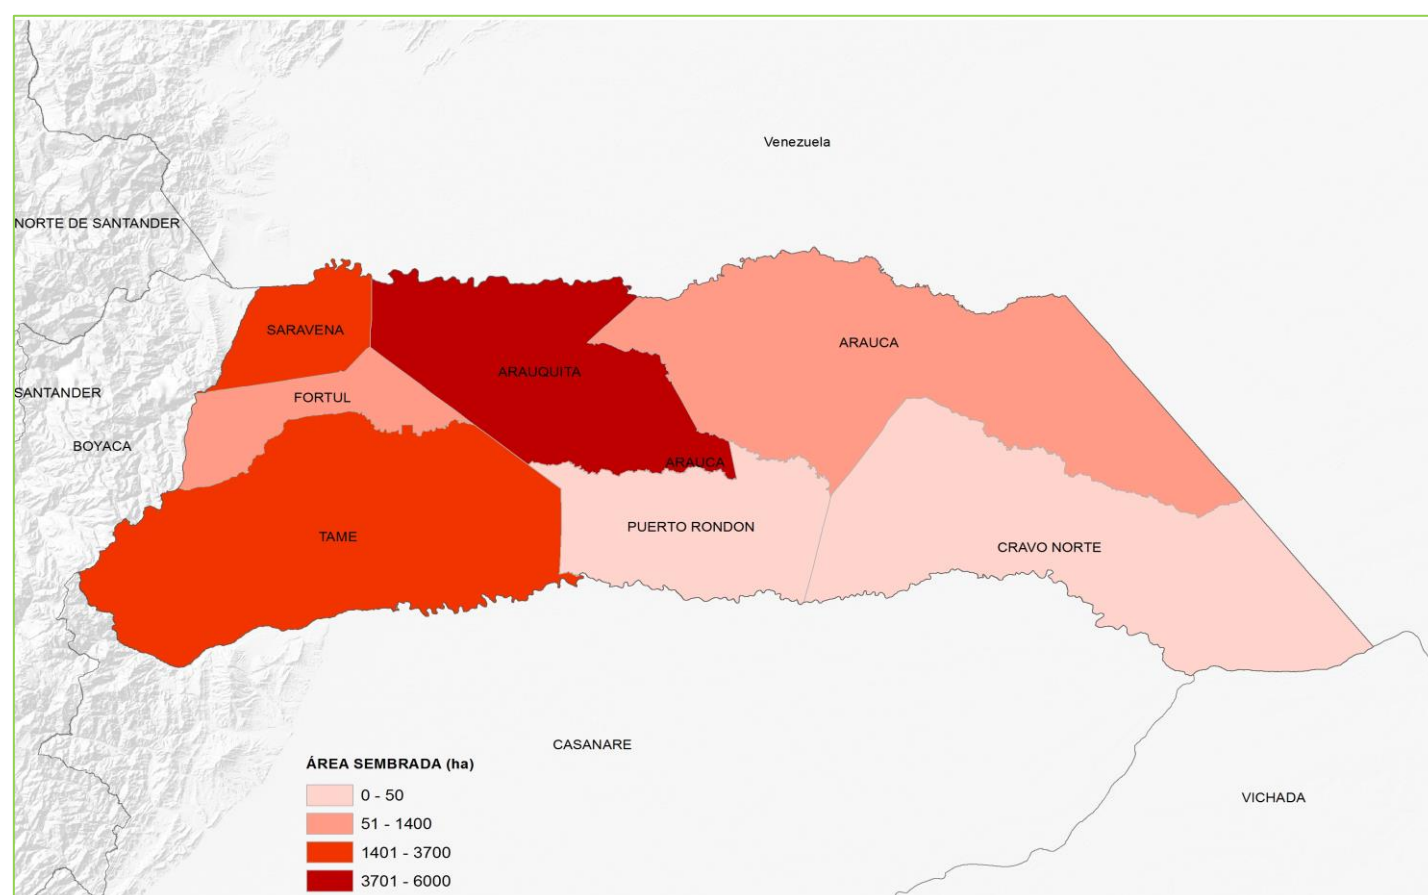 Venezuela
NORTE DE SANTANDER
SARAVENA
ARAUCA
ARAUQUITA
SANTANDER
FORTUL
BOYACA
ARAUCA
PUERTO RONDON
TAME
CRAVO NORTE
CASANARE
ÁREA SEMBRADA (ha)
0 - 50
51 - 1400
1401 - 3700
3701 - 6000
VICHADA